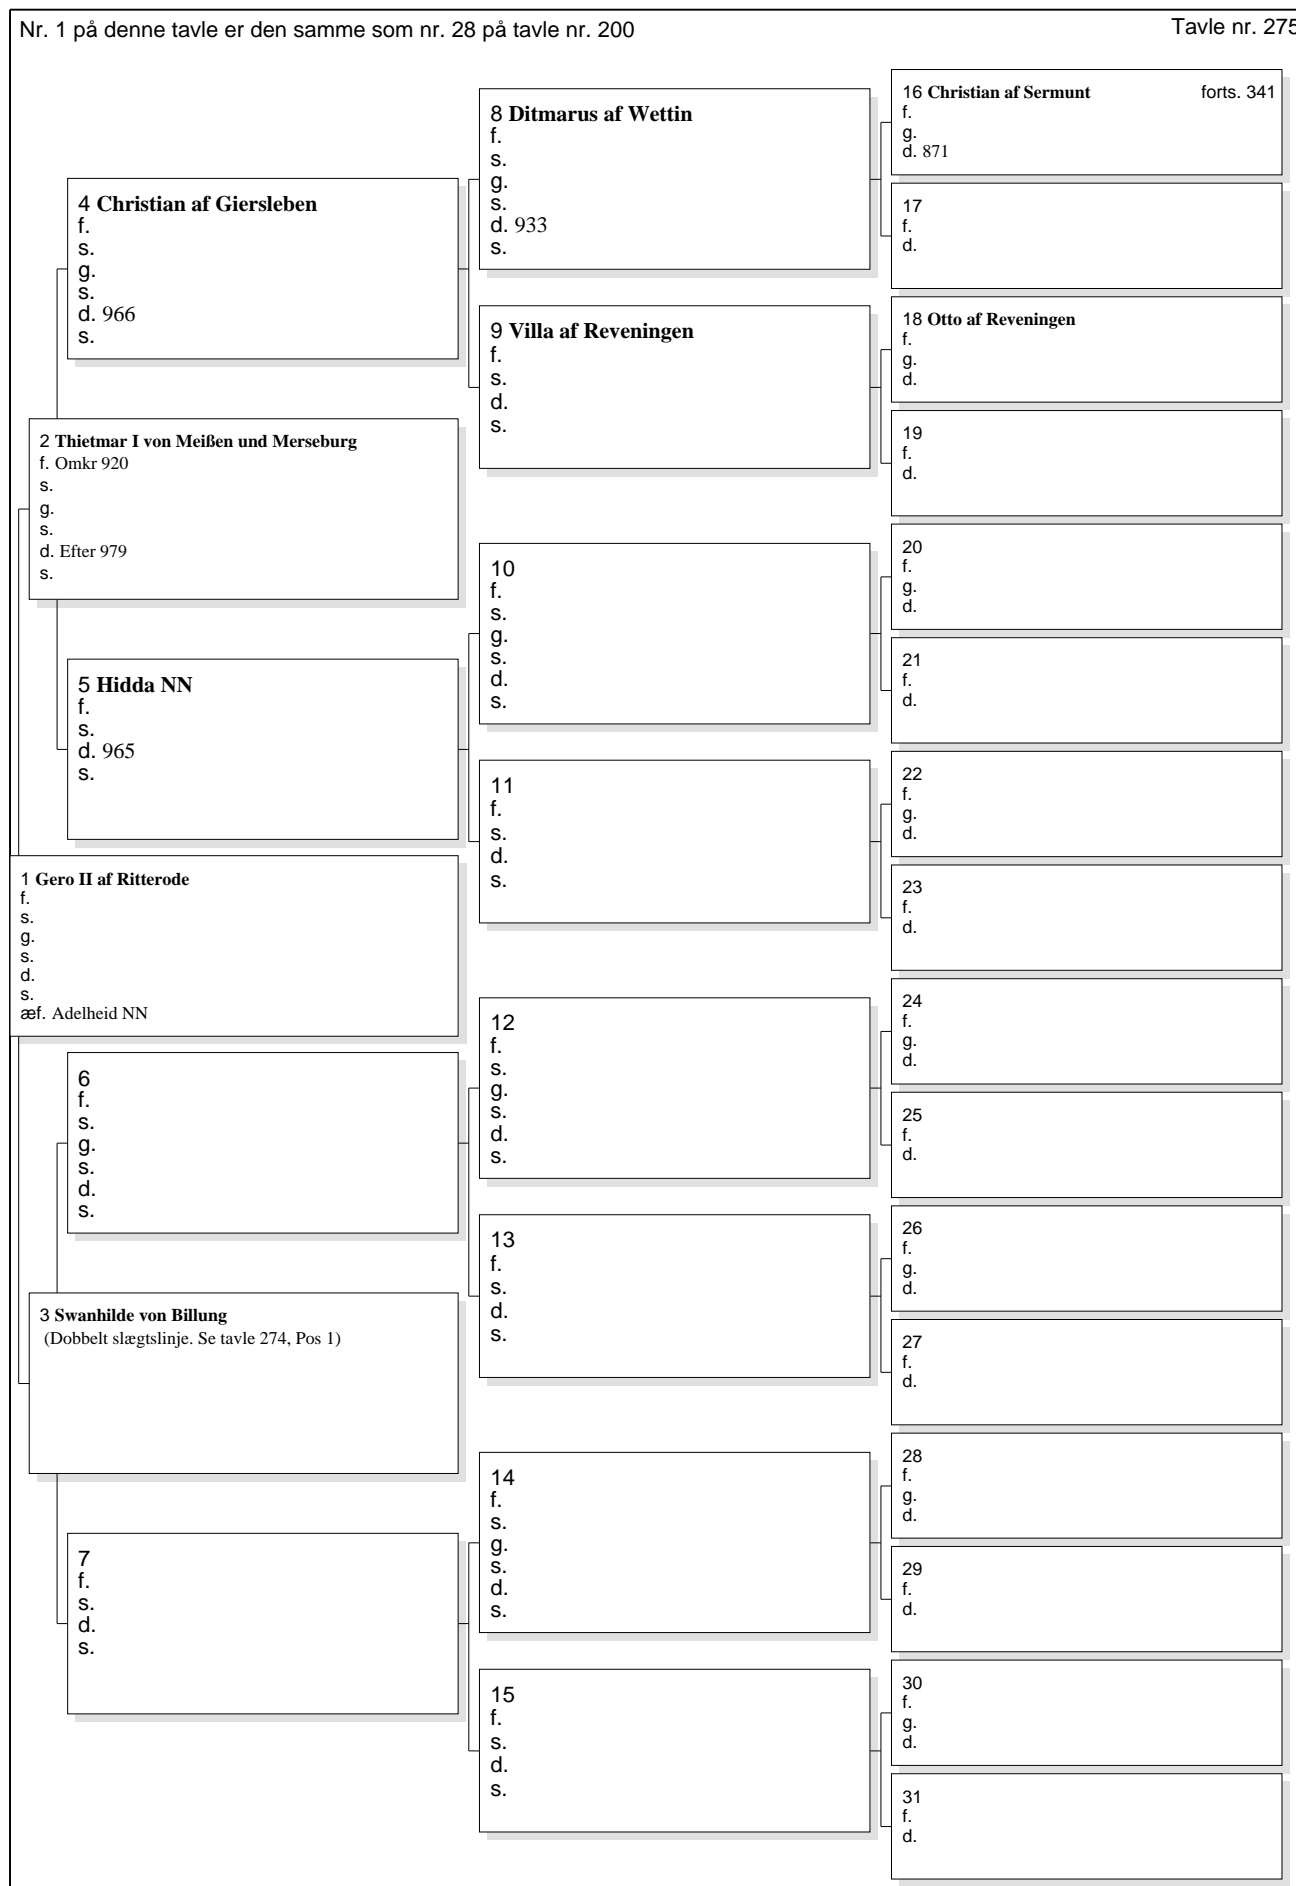 Nr. 1 på denne tavle er den samme som nr. 28 på tavle nr. 200
Tavle nr. 275
1 Gero II af Ritterode
f.
s.
g.
s.
d.
s.
æf. Adelheid NN
2 Thietmar I von Meißen und Merseburg
f. Omkr 920
s.
g.
s.
d. Efter 979
s.
3 Swanhilde von Billung
(Dobbelt slægtslinje. Se tavle 274, Pos 1)
4 Christian af Giersleben
f.
s.
g.
s.
d. 966
s.
5 Hidda NN
f.
s.
d. 965
s.
6
f.
s.
g.
s.
d.
s.
7
f.
s.
d.
s.
8 Ditmarus af Wettin
f.
s.
g.
s.
d. 933
s.
9 Villa af Reveningen
f.
s.
d.
s.
10
f.
s.
g.
s.
d.
s.
11
f.
s.
d.
s.
12
f.
s.
g.
s.
d.
s.
13
f.
s.
d.
s.
14
f.
s.
g.
s.
d.
s.
15
f.
s.
d.
s.
16 Christian af Sermunt forts. 341
f.
g.
d. 871
17
f.
d.
18 Otto af Reveningen
f.
g.
d.
19
f.
d.
20
f.
g.
d.
21
f.
d.
22
f.
g.
d.
23
f.
d.
24
f.
g.
d.
25
f.
d.
26
f.
g.
d.
27
f.
d.
28
f.
g.
d.
29
f.
d.
30
f.
g.
d.
31
f.
d.